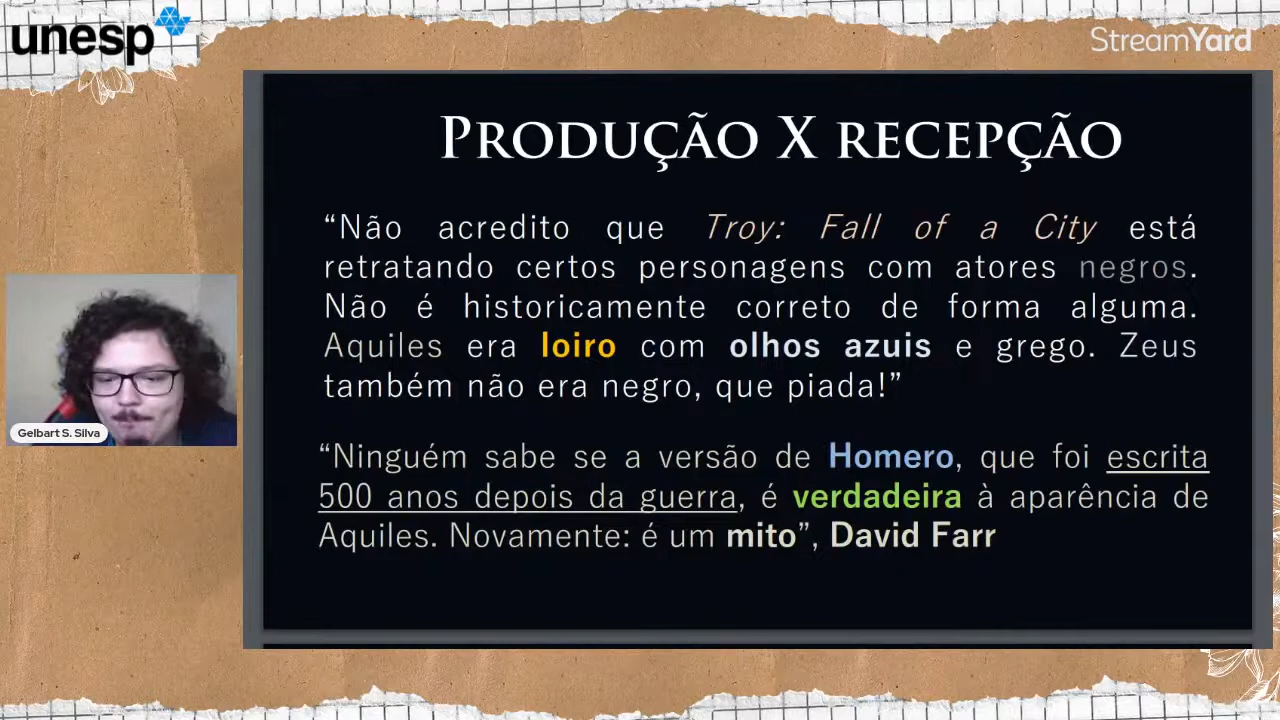 unesp
StreamYard
PRODUÇÃO X RECEPÇÃO
“Não acredito que Troy: Fall of a City está
retratando certos personagens com atores negros.
Não é historicamente correto de forma alguma.
Aquiles era loiro com olhos azuis e grego. Zeus
também não era negro, que piada!”
“Ninguém sabe se a versão de Homero, que foi escrita
500 anos depois da guerra, é verdadeira à aparência de
Aquiles. Novamente: é um mito”, David Farr
Gelbart S. Silva